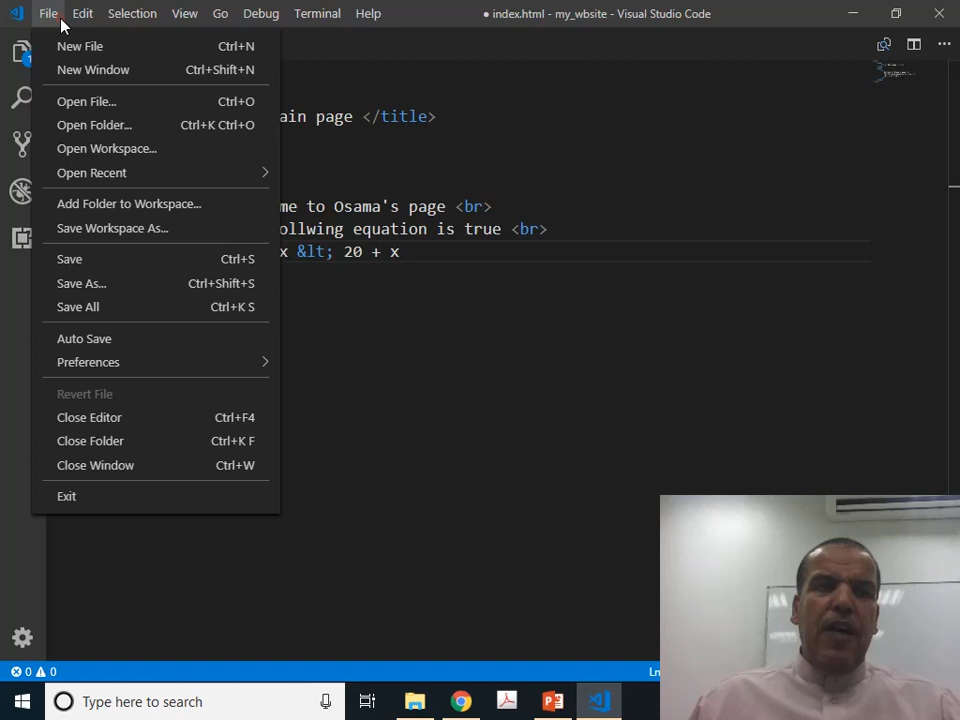 File Edit Selection View Go Debug Terminal Help
● index.html - my_wbsite - Visual Studio Code
New File Ctrl+N
New Window Ctrl+Shift+N
Open File... Ctrl+O
Open Folder... Ctrl+K Ctrl+O
Open Workspace...
Open Recent
Add Folder to Workspace...
Save Workspace As...
Save Ctrl+S
Save As... Ctrl+Shift+S
Save All Ctrl+K S
Auto Save
Preferences
Revert File
Close Editor Ctrl+F4
Close Folder Ctrl+K F
Close Window Ctrl+W
Exit
ain page </title>
me to Osama's page <br>
ollwing equation is true <br>
x &lt; 20 + x
0 0
Ln
Type here to search